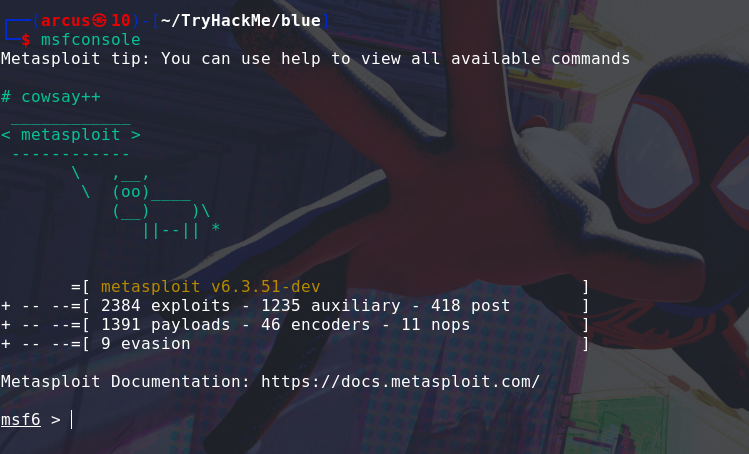 ┌──(arcus㉿10)-[~/TryHackMe/blue]
└─$ msfconsole
Metasploit tip: You can use help to view all available commands
# cowsay++
 ____________
< metasploit >
 ------------
       \   ,__,
        \  (oo)____
           (__)    )\
              ||--|| *
       =[ metasploit v6.3.51-dev                          ]
+ -- --=[ 2384 exploits - 1235 auxiliary - 418 post       ]
+ -- --=[ 1391 payloads - 46 encoders - 11 nops           ]
+ -- --=[ 9 evasion                                       ]
Metasploit Documentation: https://docs.metasploit.com/
msf6 >